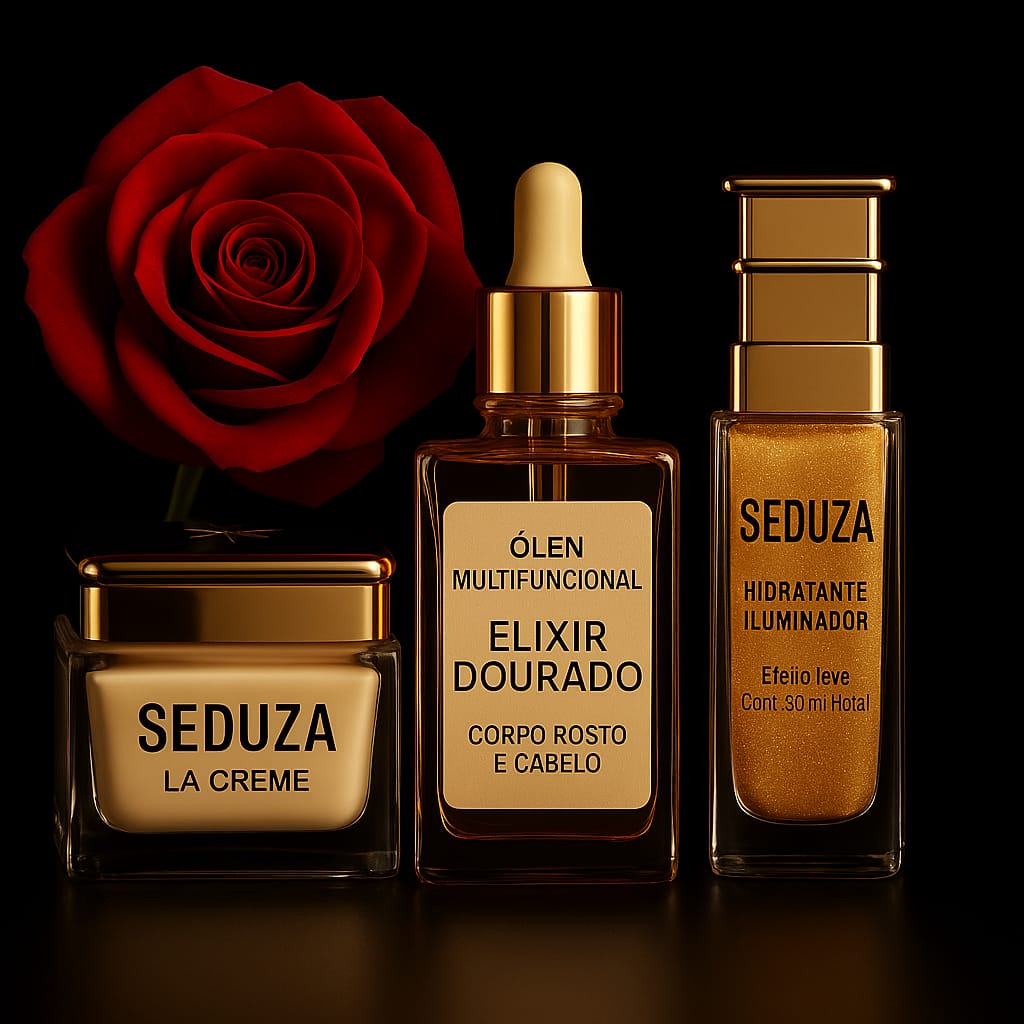 SEDUZA
LA CREME
ÓLEN
MULTIFUNCIONAL
ELIXIR
DOURADO
CORPO ROSTO
E CABELO
SEDUZA
HIDRATANTE
ILUMINADOR
Efeiio leve
Cont .30 mi Hotal